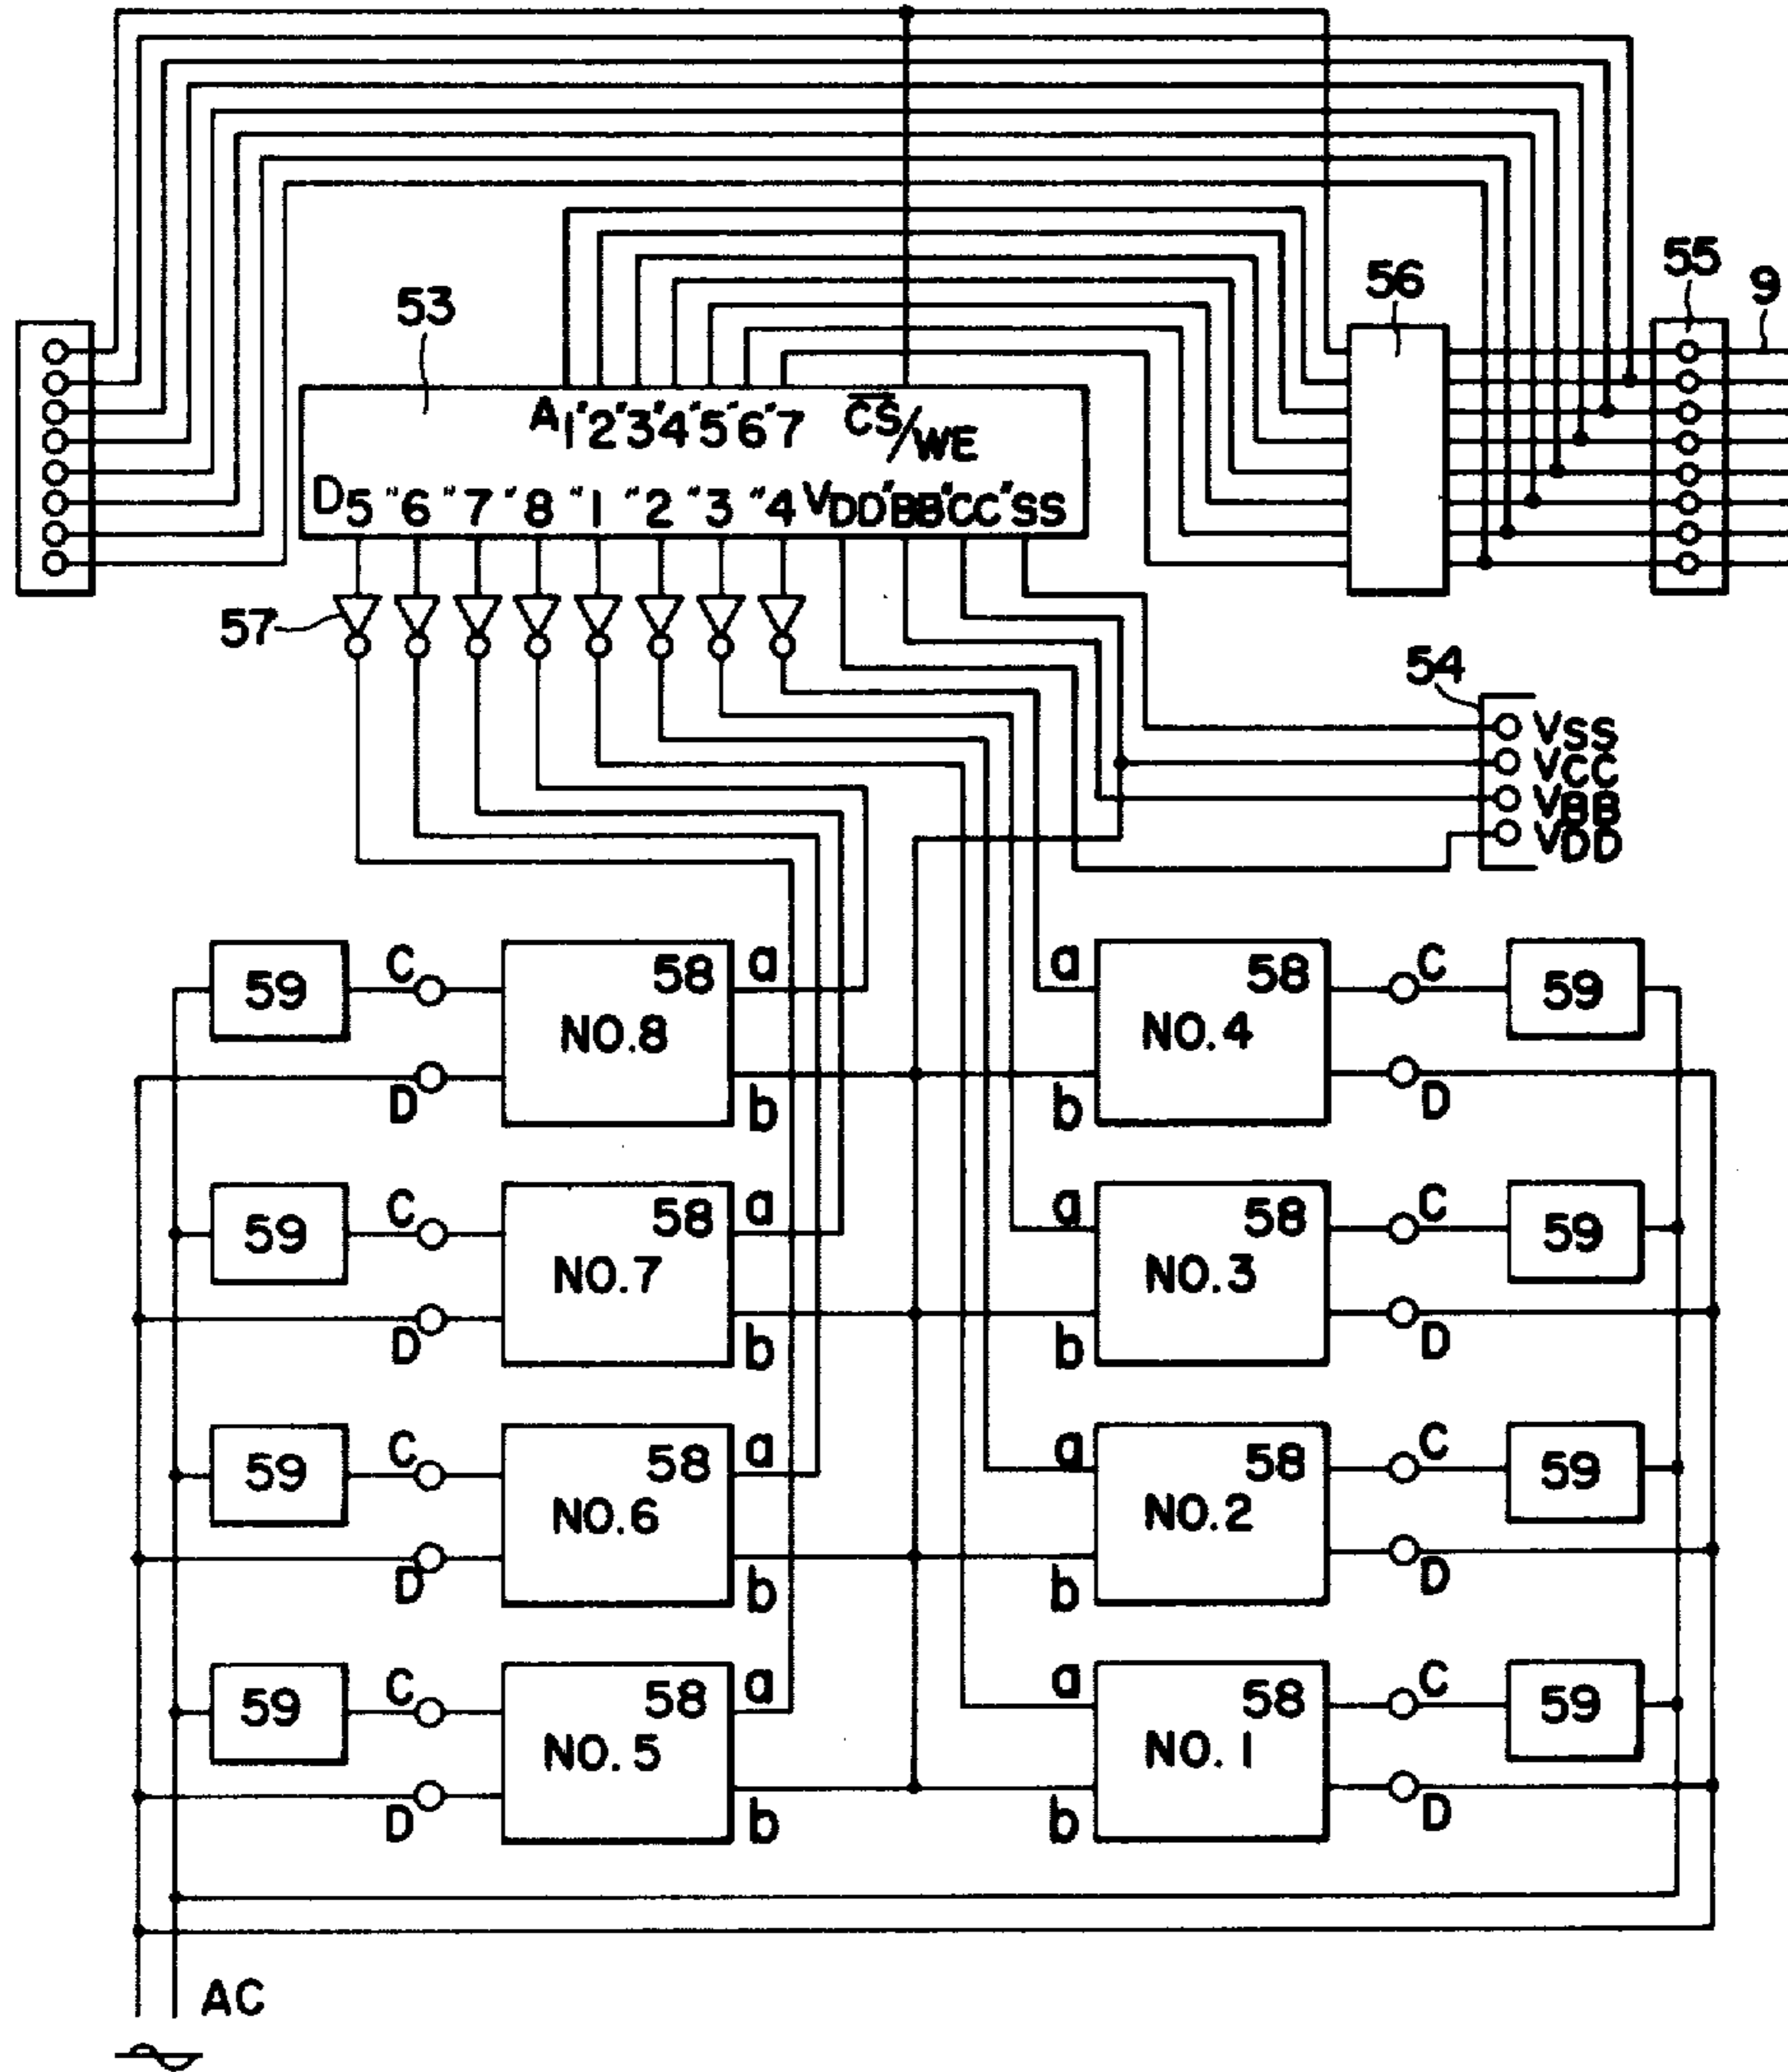 55
56
9
53
A1 "2 "3 "4 "5 "6 "7 CS/WE
D5 "6 "7 "8 "1 "2 "3 "4 VDD "BB "CC "SS
57
54
VSS
VCC
VBB
VDD
59 C 58 a a 58 C 59
NO.8 NO.4
D b b D
59 C 58 a a 58 C 59
NO.7 NO.3
D b b D
59 C 58 a a 58 C 59
NO.6 NO.2
D b b D
59 C 58 a a 58 C 59
NO.5 NO.1
D b b D
AC